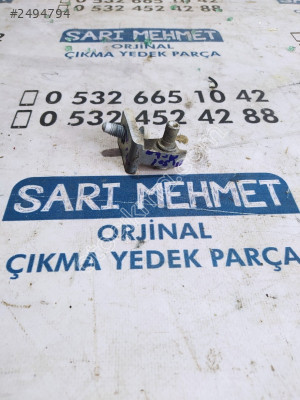 #2494794
SARI MEHMET
ORJİNAL
ÇIKMA YEDEK PARÇA
0 532 665 10 42
0 532 452 42 88
SARI MEHMET
ORJİNAL
ÇIKMA YEDEK PARÇA